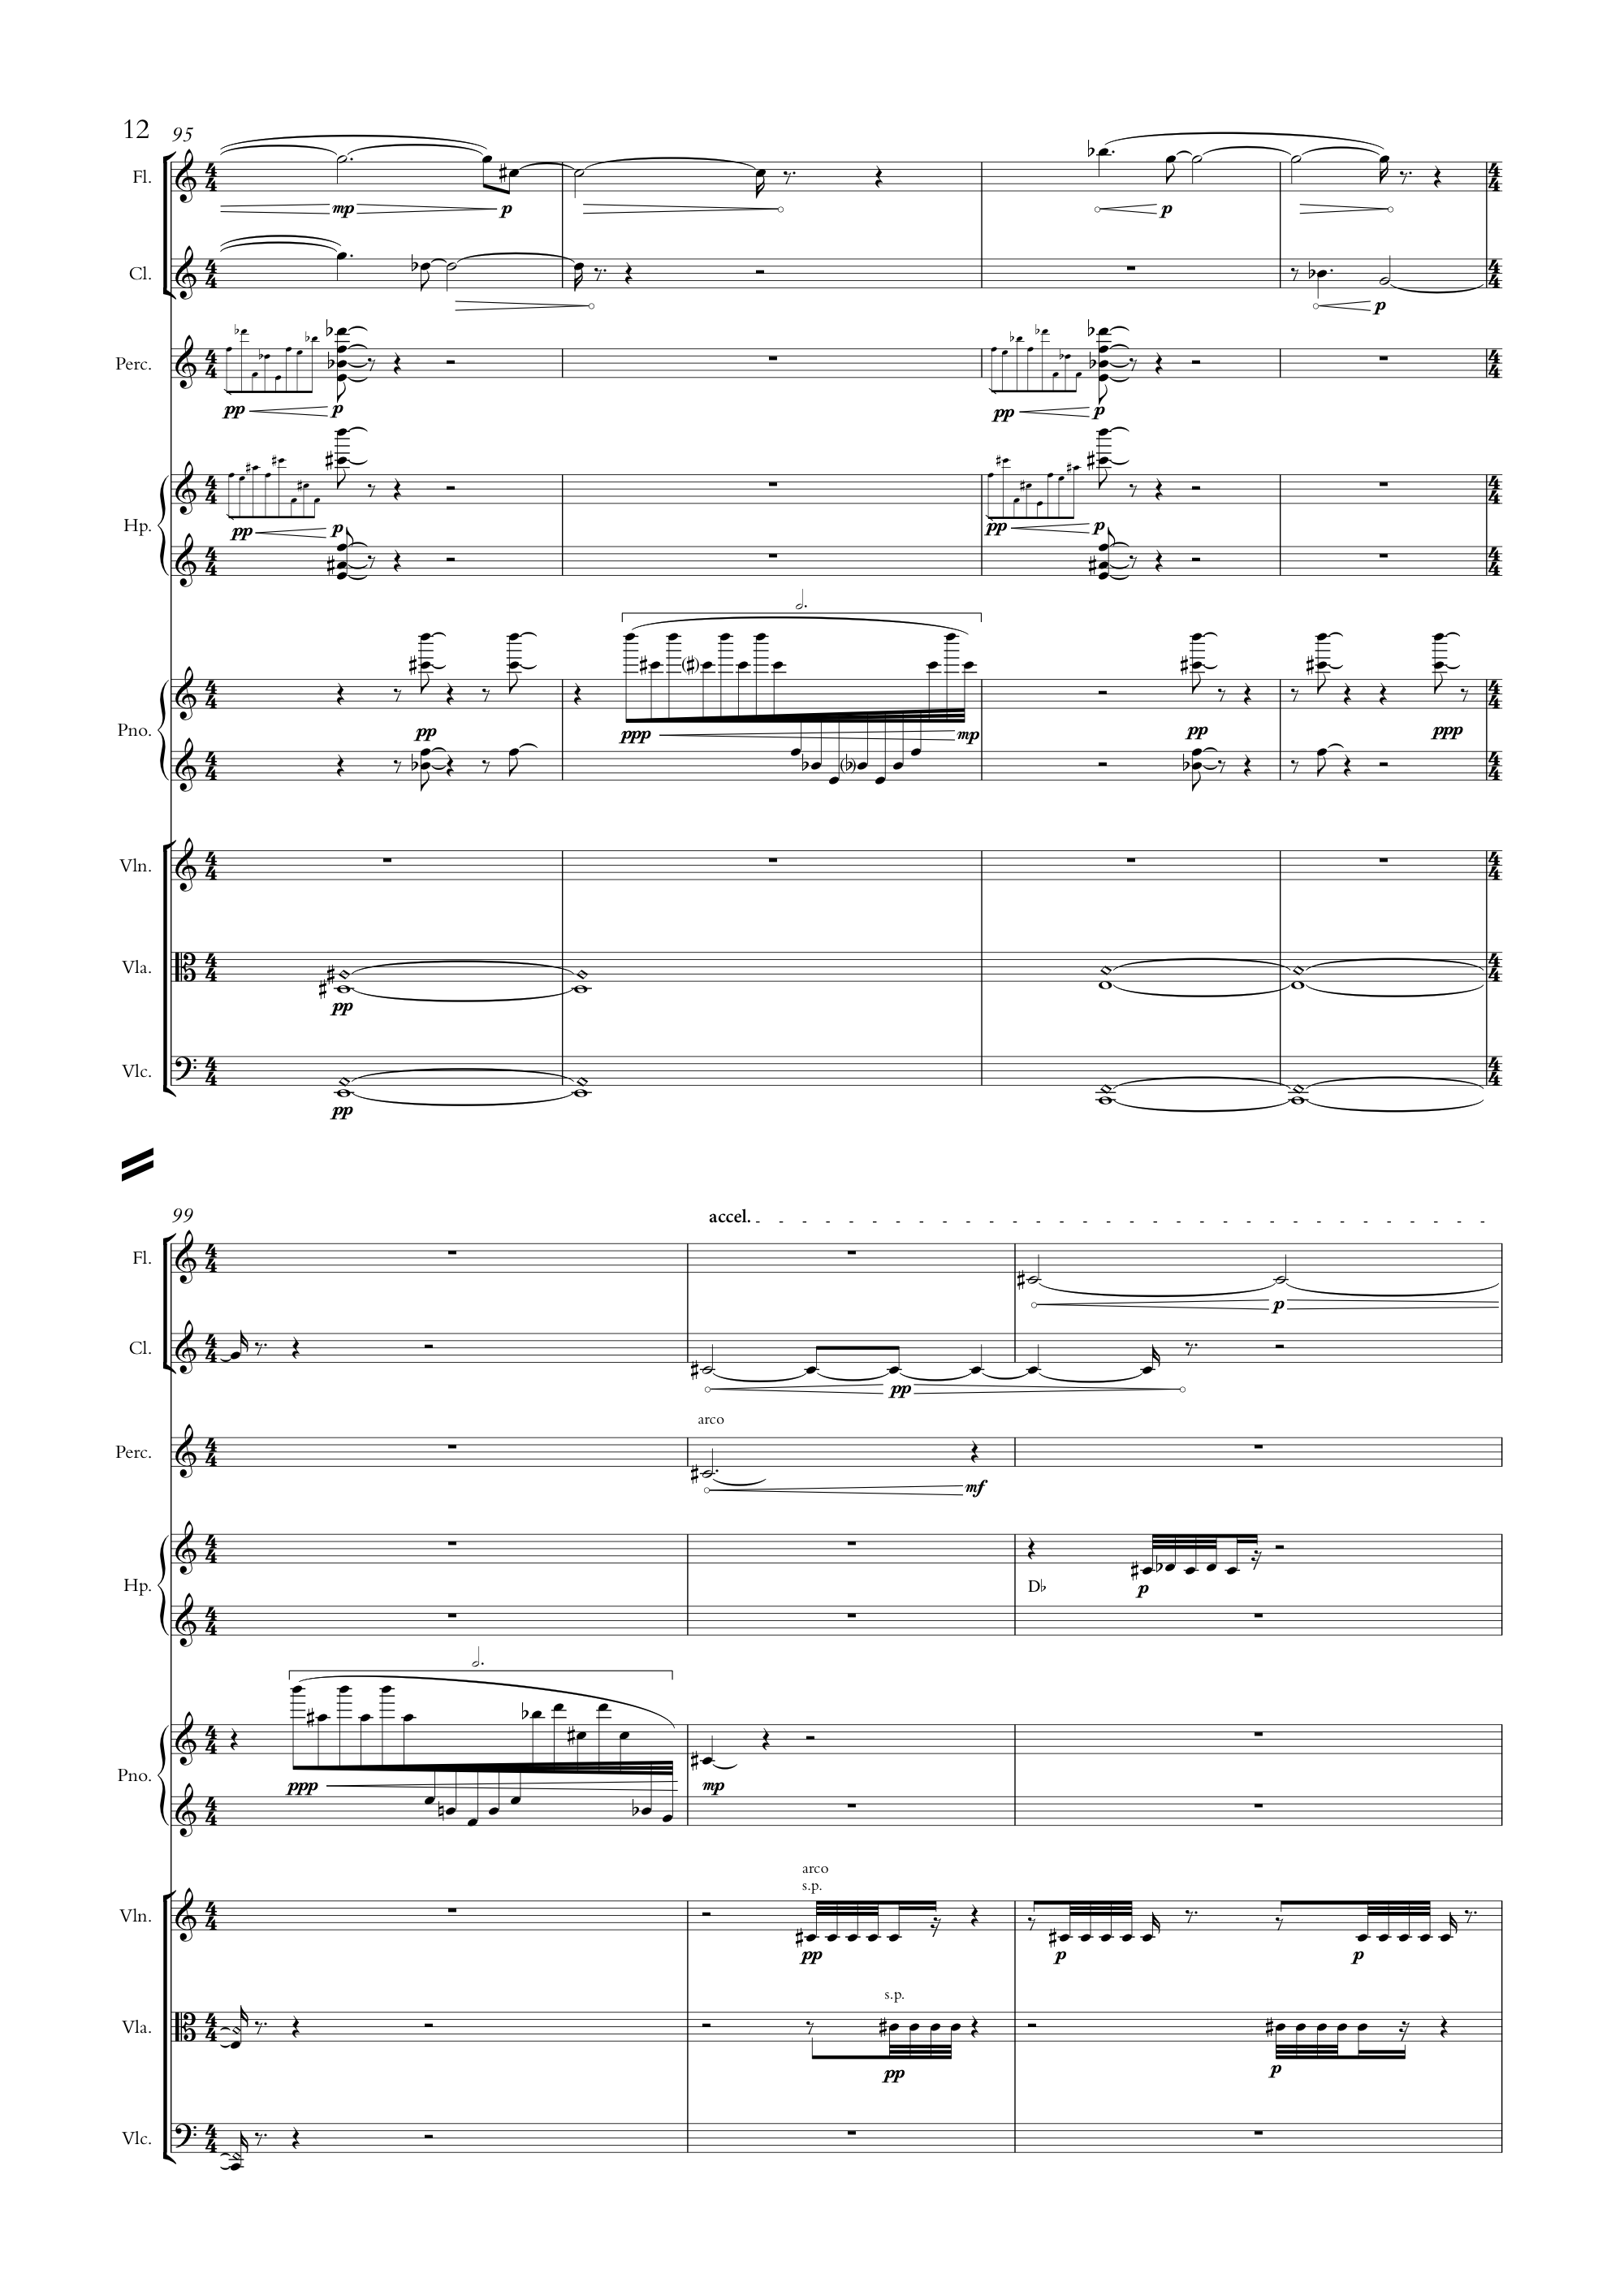 12 95
Fl.
mp p p
Cl.
p
Perc.
pp p pp p
Hp.
pp p pp p
Pno.
pp ppp mp pp ppp
Vln.
Vla.
pp
Vlc.
pp
99
accel.
Fl.
p
Cl.
pp
arco
Perc.
mf
Hp.
D♭ p
Pno.
ppp mp
arco
s.p.
Vln.
pp p p
s.p.
Vla.
pp p
Vlc.